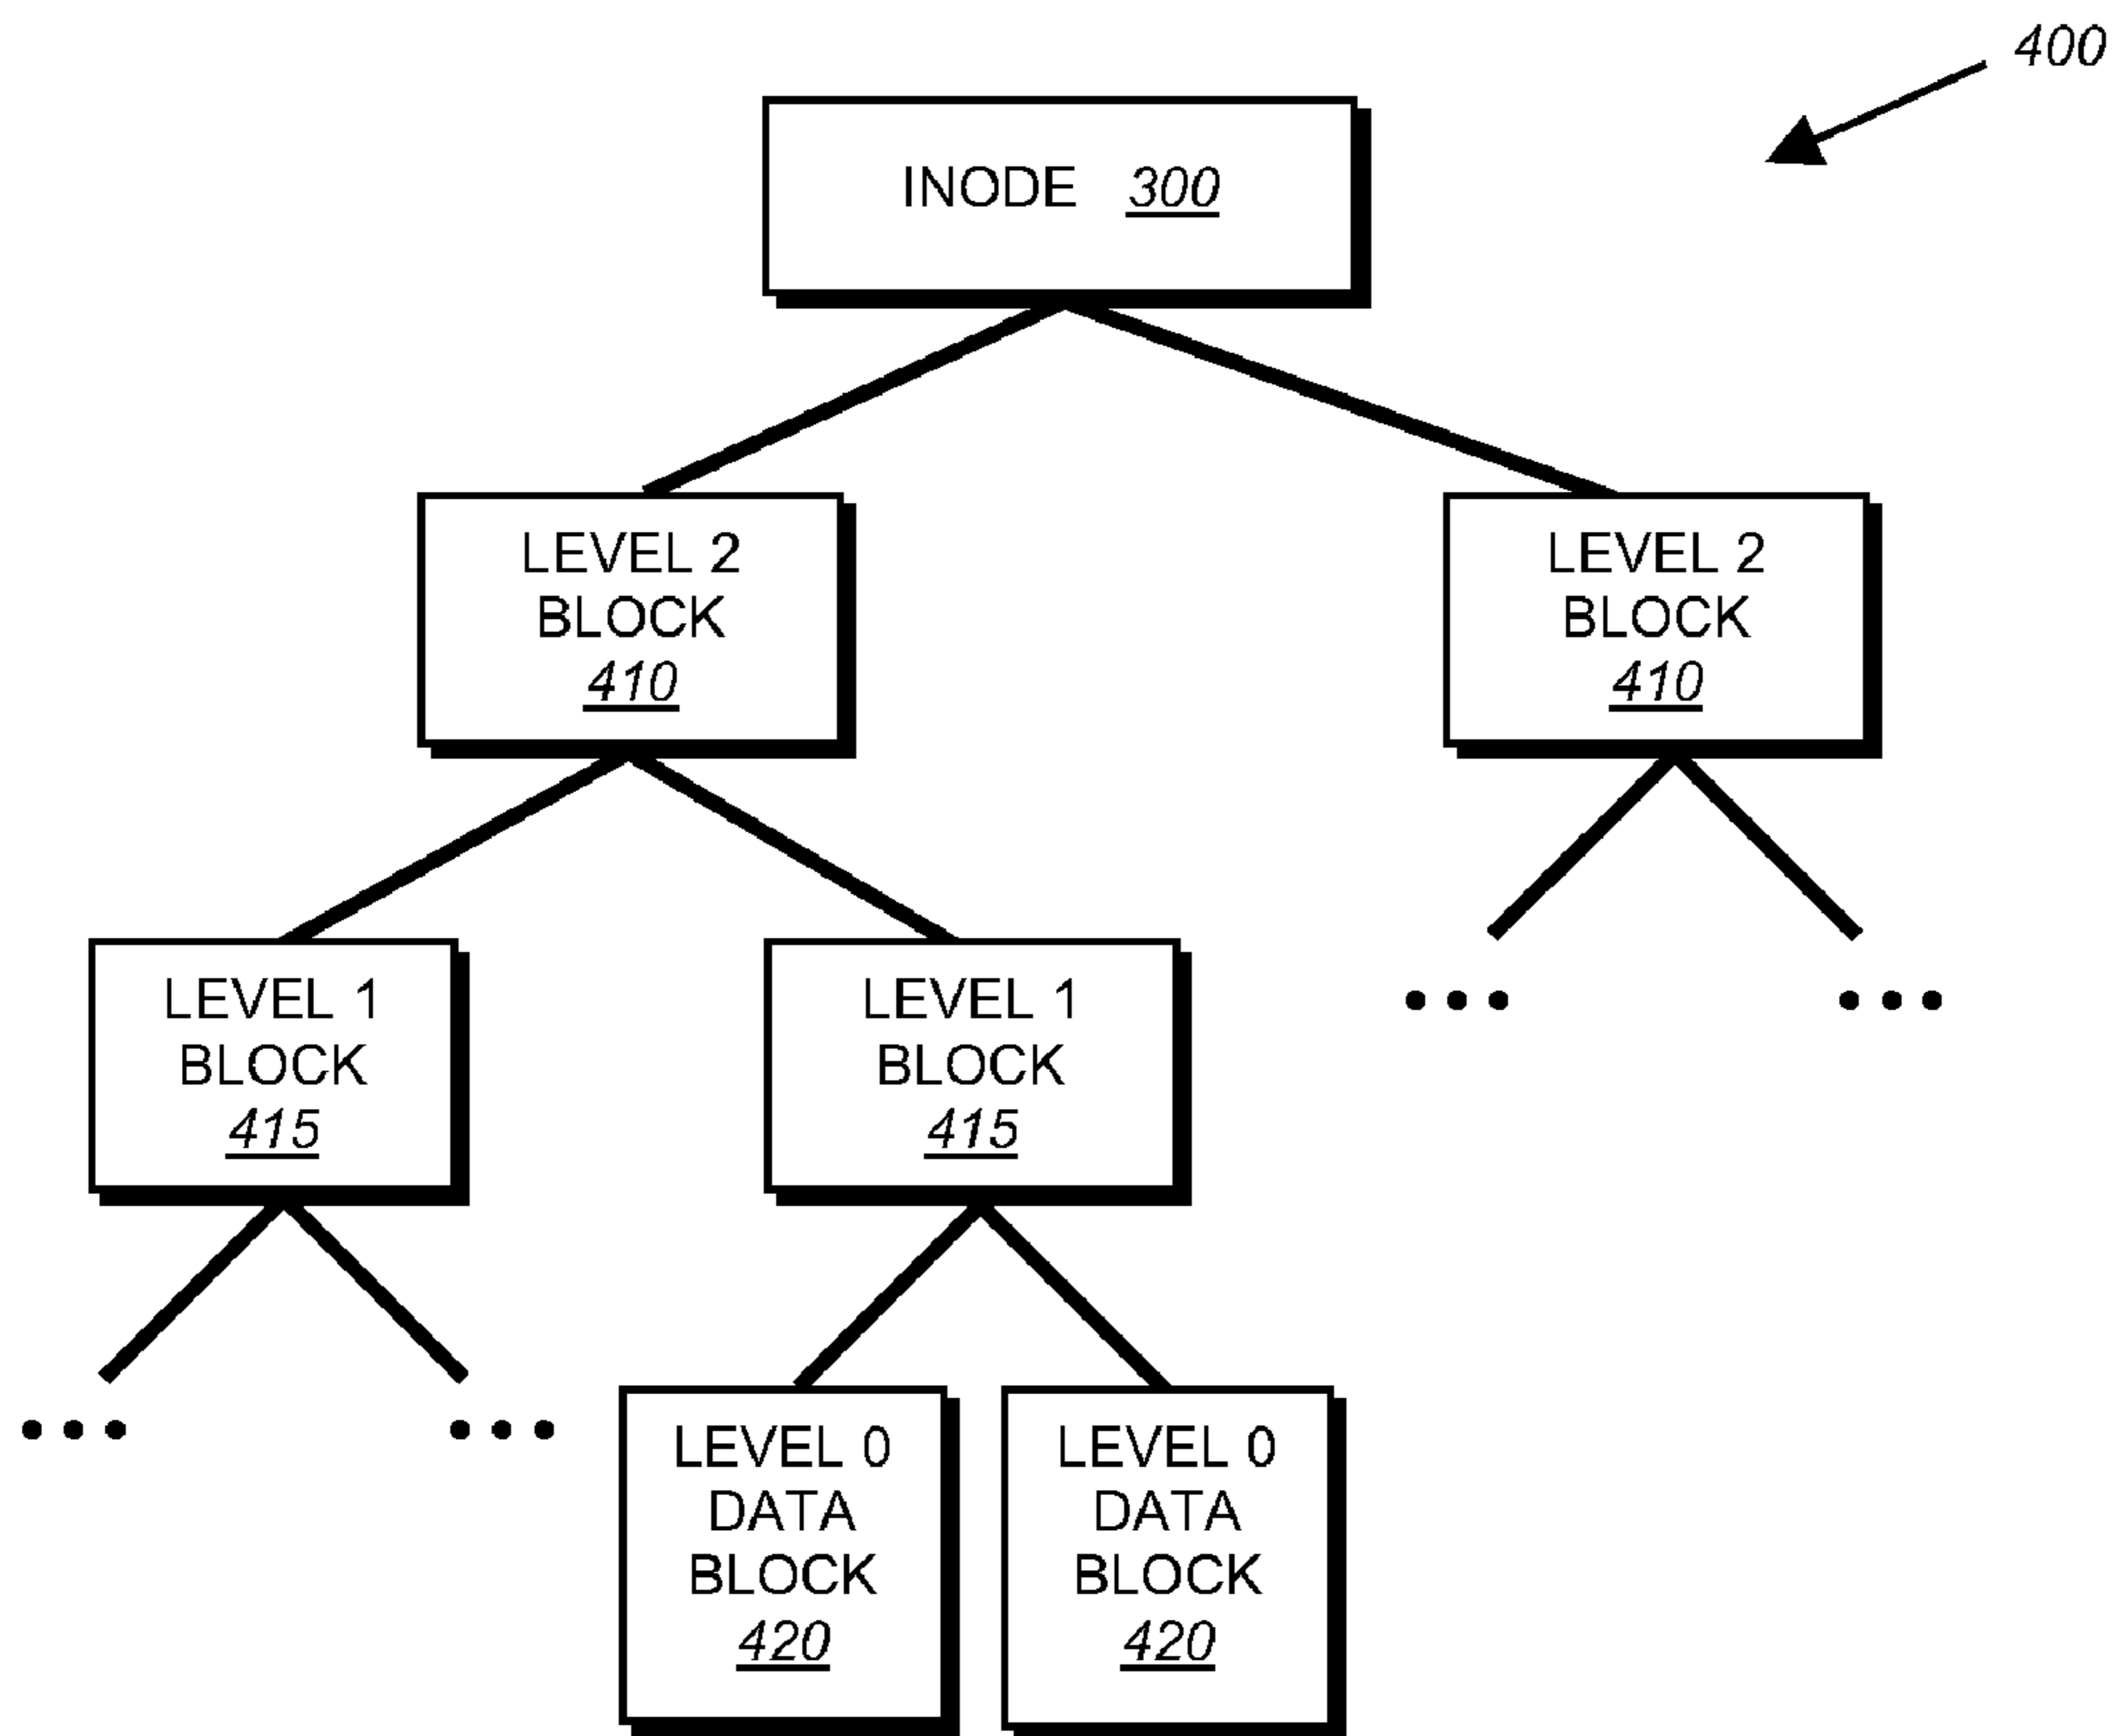 400
INODE 300
LEVEL 2
BLOCK
410
LEVEL 2
BLOCK
410
LEVEL 1
BLOCK
415
LEVEL 1
BLOCK
415
• • •
• • •
• • •
• • •
LEVEL 0
DATA
BLOCK
420
LEVEL 0
DATA
BLOCK
420